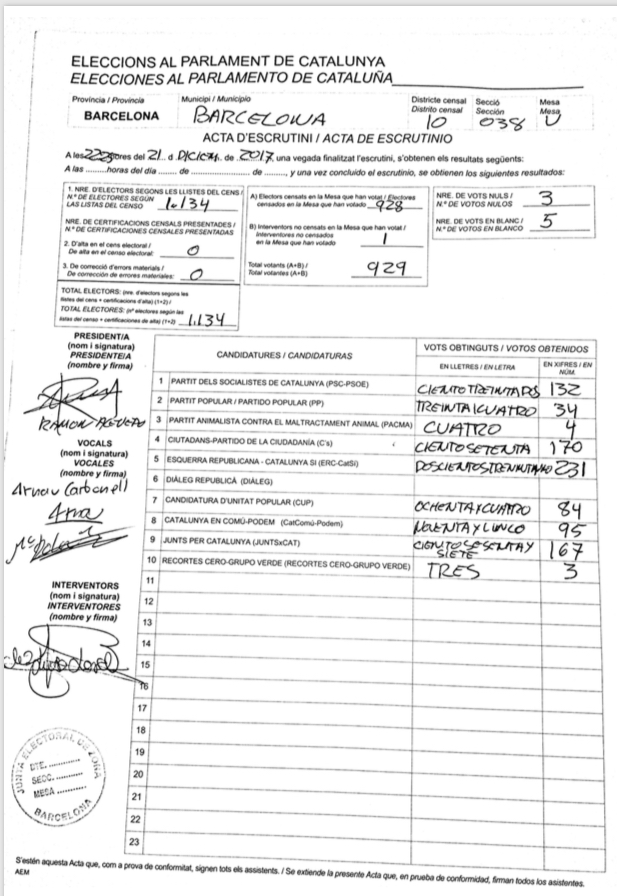 ELECCIONS AL PARLAMENT DE CATALUNYA
ELECCIONES AL PARLAMENTO DE CATALUÑA
Província / Provincia Municipi / Municipio Districte censal Secció Mesa
Distrito censal Sección Mesa
BARCELONA BARCELONA 10 038 U
ACTA D'ESCRUTINI / ACTA DE ESCRUTINIO
A les hores del 21 d de 2017, una vegada finalitzat l'escrutini, s'obtenen els resultats següents:
A las ........horas del día ...... de .................... de ........, y una vez concluido el escrutinio, se obtienen los siguientes resultados:
1. NRE. D'ELECTORS SEGONS LES LLISTES DEL CENS /
N.º DE ELECTORES SEGÚN
LAS LISTAS DEL CENSO 1.134
NRE. DE CERTIFICACIONS CENSALS PRESENTADES /
N.º DE CERTIFICACIONES CENSALES PRESENTADAS
2. D'alta en el cens electoral /
De alta en el censo electoral: 0
3. De correcció d'errors materials /
De corrección de errores materiales: 0
TOTAL ELECTORS: (nre. d'electors segons les
llistes del cens + certificacions d'alta) (1+2) /
TOTAL ELECTORES: (nº electores según las
listas del censo + certificaciones de alta) (1+2) 1.134
A) Electors censats en la Mesa que han votat / Electores
censados en la Mesa que han votado 928
B) Interventors no censats en la Mesa que han votat /
Interventores no censados
en la Mesa que han votado 1
Total votants (A+B) /
Total votantes (A+B) 929
NRE. DE VOTS NULS /
N.º DE VOTOS NULOS 3
NRE. DE VOTS EN BLANC /
N.º DE VOTOS EN BLANCO 5
PRESIDENT/A
(nom i signatura)
PRESIDENTE/A
(nombre y firma)
VOCALS
(nom i signatura)
VOCALES
(nombre y firma)
Arnau Carbonell
INTERVENTORS
(nom i signatura)
INTERVENTORES
(nombre y firma)
JUNTA ELECTORAL DE ZONA
DTE. ............
SECC. ............
MESA ............
BARCELONA
CANDIDATURES / CANDIDATURAS VOTS OBTINGUTS / VOTOS OBTENIDOS
EN LLETRES / EN LETRA EN XIFRES / EN NÚM.
1 PARTIT DELS SOCIALISTES DE CATALUNYA (PSC-PSOE) CIENTO TREINTA DOS 132
2 PARTIT POPULAR / PARTIDO POPULAR (PP) TREINTA Y CUATRO 34
3 PARTIT ANIMALISTA CONTRA EL MALTRACTAMENT ANIMAL (PACMA) CUATRO 4
4 CIUTADANS-PARTIDO DE LA CIUDADANÍA (C's) CIENTO SETENTA 170
5 ESQUERRA REPUBLICANA - CATALUNYA SÍ (ERC-CatSí) 231
6 DIÀLEG REPUBLICÀ (DIÀLEG)
7 CANDIDATURA D'UNITAT POPULAR (CUP) OCHENTA Y CUATRO 84
8 CATALUNYA EN COMÚ-PODEM (CatComú-Podem) NOVENTA Y CINCO 95
9 JUNTS PER CATALUNYA (JUNTSxCAT) CIENTO SESENTA Y SIETE 167
10 RECORTES CERO-GRUPO VERDE (RECORTES CERO-GRUPO VERDE) TRES 3
11
12
13
14
15
16
17
18
19
20
21
22
23
S'estén aquesta Acta que, com a prova de conformitat, signen tots els assistents. / Se extiende la presente Acta que, en prueba de conformidad, firman todos los asistentes.
AEM